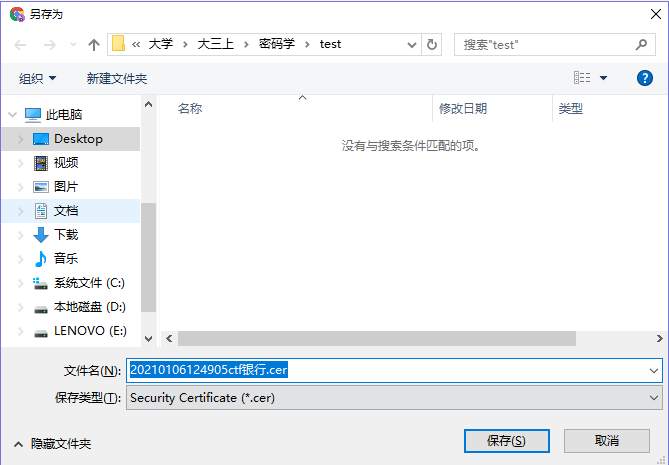 另存为
« 大学 > 大三上 > 密码学 > test
搜索"test"
组织
新建文件夹
名称
修改日期
类型
没有与搜索条件匹配的项。
此电脑
Desktop
视频
图片
文档
下载
音乐
系统文件 (C:)
本地磁盘 (D:)
LENOVO (E:)
文件名(N):
20210106124905ctf银行.cer
保存类型(T):
Security Certificate (*.cer)
隐藏文件夹
保存(S)
取消